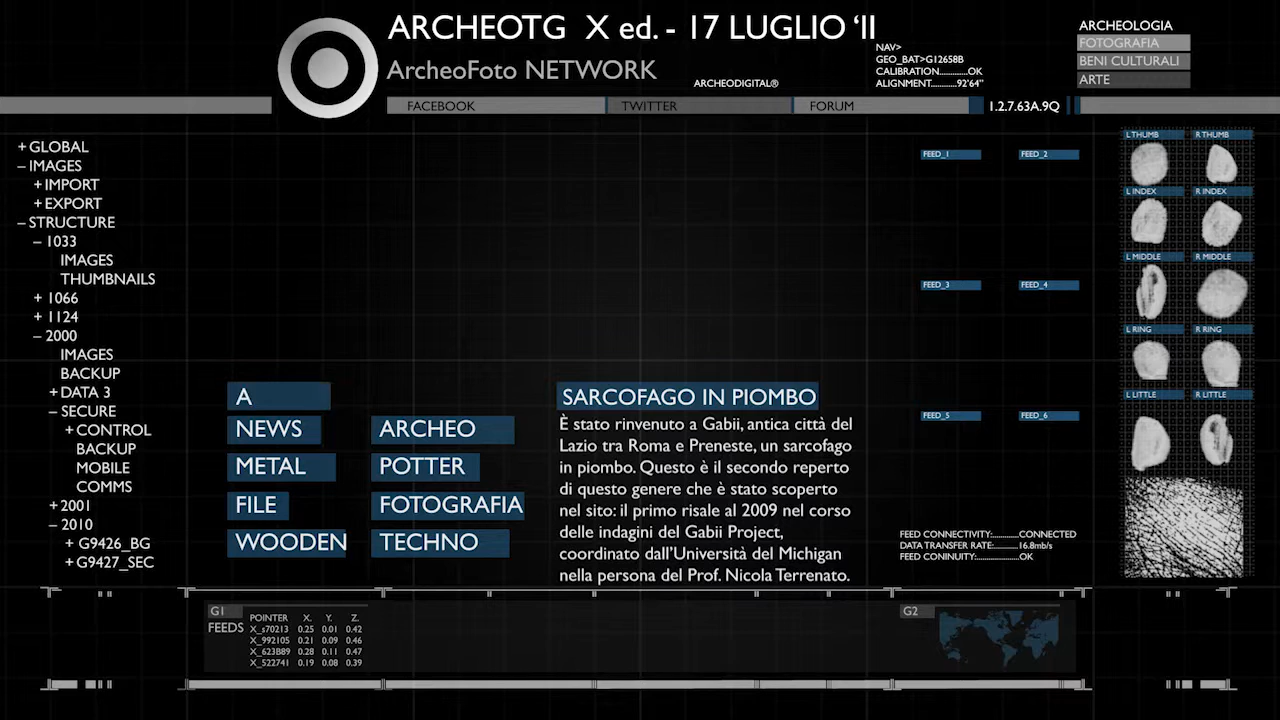 ARCHEOTG X ed. - 17 LUGLIO ‘II
ArcheoFoto NETWORK
ARCHEODIGITAL®
NAV>
GEO_BAT>G12658B
CALIBRATION.............OK
ALIGNMENT..........92'64"
ARCHEOLOGIA
FOTOGRAFIA
BENI CULTURALI
ARTE
FACEBOOK
TWITTER
FORUM
1.2.7.63A.9Q
+ GLOBAL
– IMAGES
+ IMPORT
+ EXPORT
– STRUCTURE
– 1033
IMAGES
THUMBNAILS
+ 1066
+ 1124
– 2000
IMAGES
BACKUP
+ DATA 3
– SECURE
+ CONTROL
BACKUP
MOBILE
COMMS
+ 2001
– 2010
+ G9426_BG
+ G9427_SEC
A
NEWS
METAL
FILE
WOODEN
ARCHEO
POTTER
FOTOGRAFIA
TECHNO
SARCOFAGO IN PIOMBO
È stato rinvenuto a Gabii, antica città del
Lazio tra Roma e Preneste, un sarcofago
in piombo. Questo è il secondo reperto
di questo genere che è stato scoperto
nel sito: il primo risale al 2009 nel corso
delle indagini del Gabii Project,
coordinato dall’Università del Michigan
nella persona del Prof. Nicola Terrenato.
FEED_1
FEED_2
FEED_3
FEED_4
FEED_5
FEED_6
FEED CONNECTIVITY:.............CONNECTED
DATA TRANSFER RATE:...........16.8mb/s
FEED CONINUITY:.................OK
L THUMB
R THUMB
L INDEX
R INDEX
L MIDDLE
R MIDDLE
L RING
R RING
L LITTLE
R LITTLE
G1
FEEDS
POINTER X. Y. Z.
X_s70213 0.25 0.01 0.42
X_992105 0.21 0.09 0.46
X_623B89 0.28 0.11 0.47
X_522741 0.19 0.08 0.39
G2